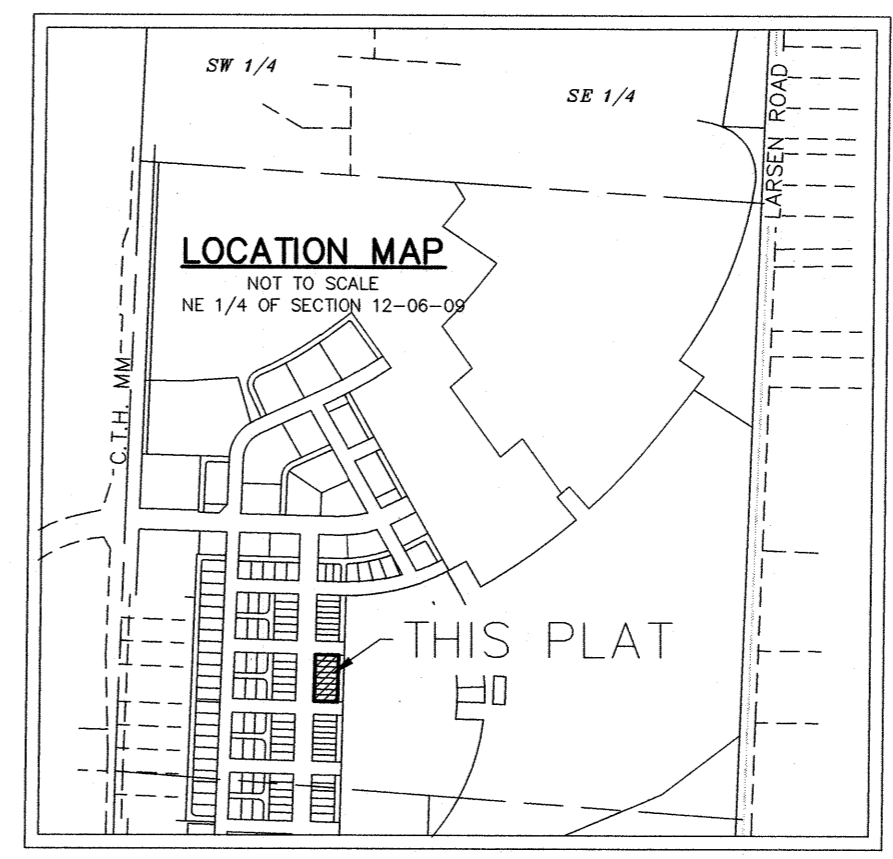 SW 1/4
SE 1/4
LARSEN ROAD
LOCATION MAP
NOT TO SCALE
NE 1/4 OF SECTION 12-06-09
C.T.H. MM
THIS PLAT